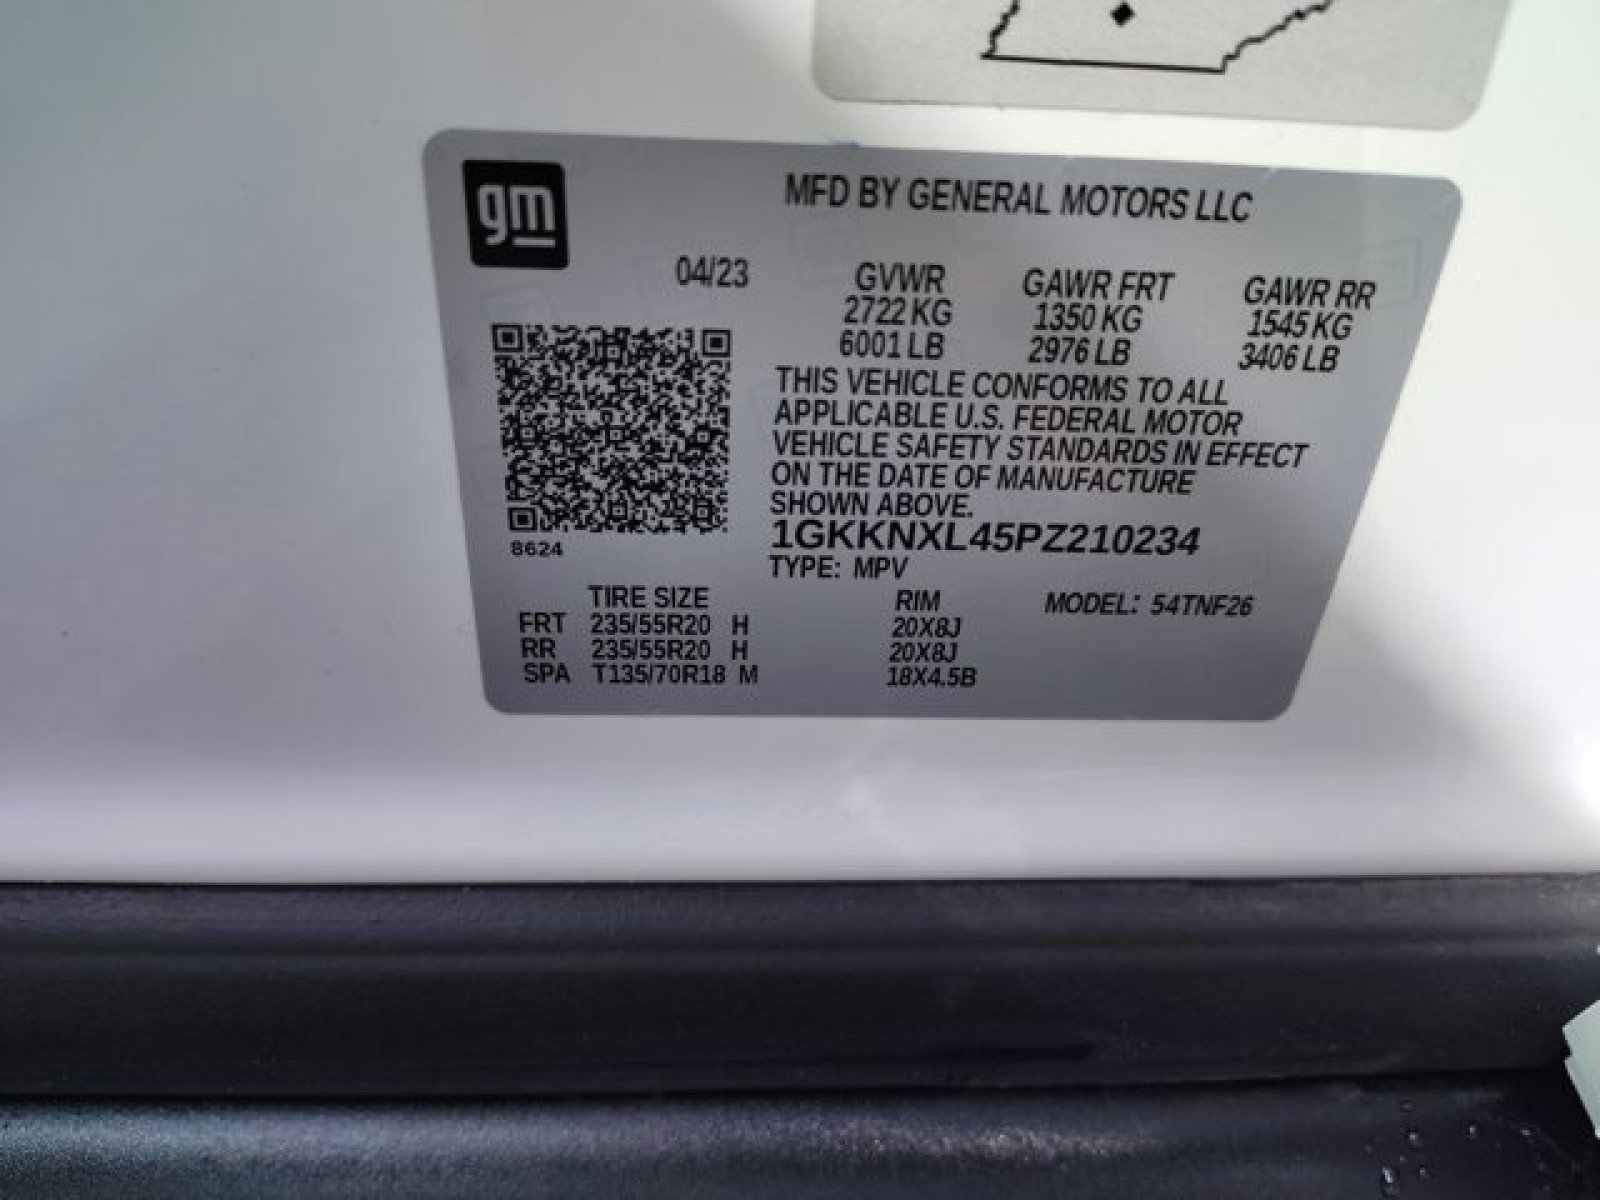 gm
MFD BY GENERAL MOTORS LLC
04/23 GVWR GAWR FRT GAWR RR
2722 KG 1350 KG 1545 KG
6001 LB 2976 LB 3406 LB
THIS VEHICLE CONFORMS TO ALL
APPLICABLE U.S. FEDERAL MOTOR
VEHICLE SAFETY STANDARDS IN EFFECT
ON THE DATE OF MANUFACTURE
SHOWN ABOVE.
1GKKNXL45PZ210234
8624
TYPE: MPV
TIRE SIZE RIM MODEL: 54TNF26
FRT 235/55R20 H 20X8J
RR 235/55R20 H 20X8J
SPA T135/70R18 M 18X4.5B